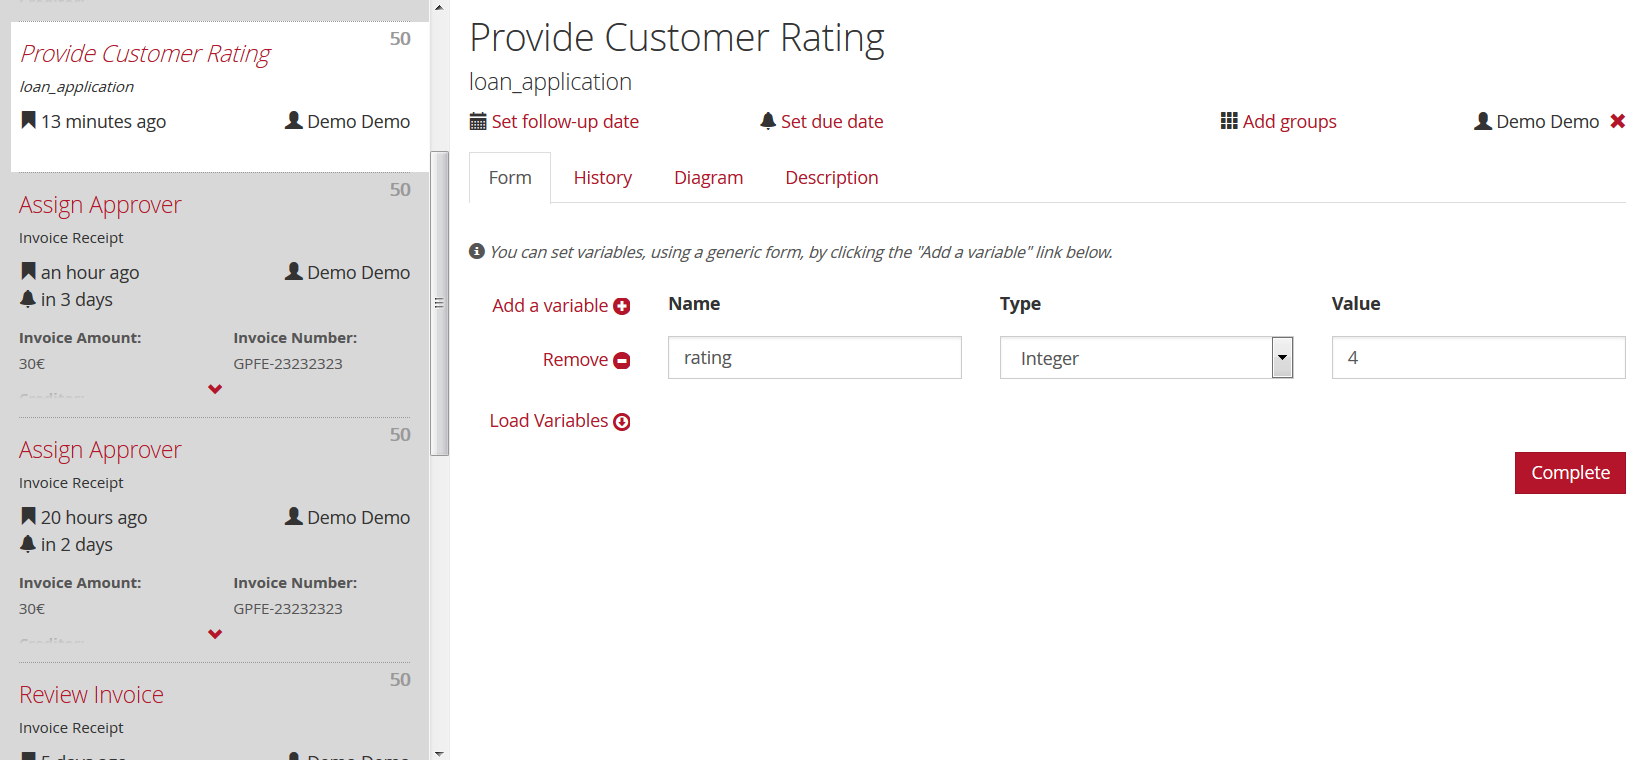 50
Provide Customer Rating
loan_application
13 minutes ago Demo Demo
50
Assign Approver
Invoice Receipt
an hour ago Demo Demo
in 3 days
Invoice Amount: Invoice Number:
30€ GPFE-23232323
50
Assign Approver
Invoice Receipt
20 hours ago Demo Demo
in 2 days
Invoice Amount: Invoice Number:
30€ GPFE-23232323
50
Review Invoice
Invoice Receipt
5 days ago Demo Demo
Provide Customer Rating
loan_application
Set follow-up date Set due date Add groups Demo Demo
Form History Diagram Description
You can set variables, using a generic form, by clicking the "Add a variable" link below.
Add a variable Name Type Value
Remove rating Integer 4
Load Variables
Complete